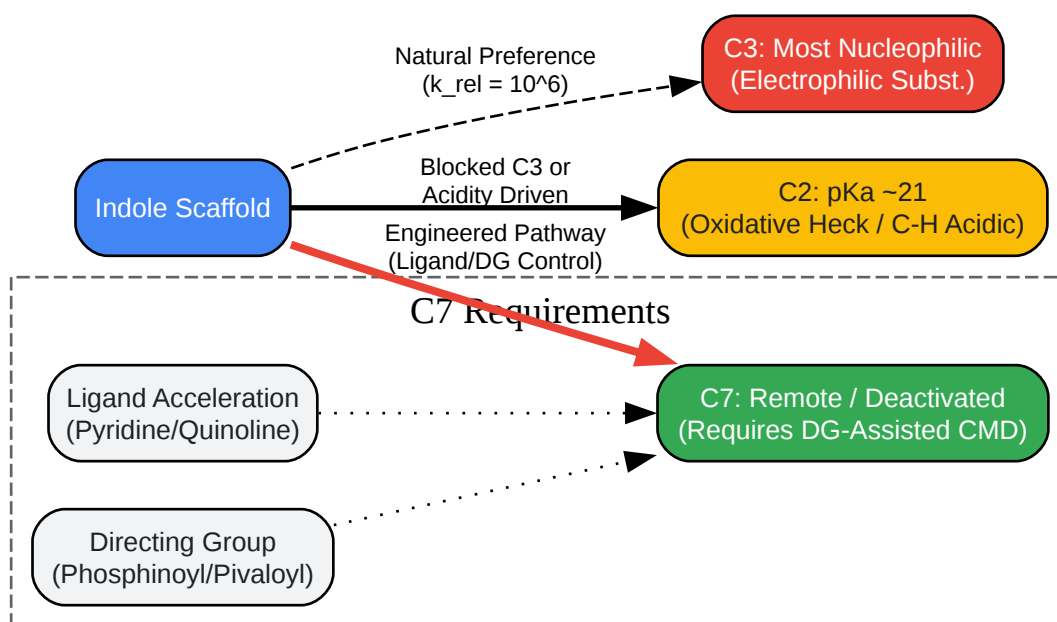 Natural Preference
(k_rel = 10^6)
C3: Most Nucleophilic
(Electrophilic Subst.)
Indole Scaffold
Blocked C3 or
Acidity Driven
C2: pKa ~21
(Oxidative Heck / C-H Acidic)
Engineered Pathway
(Ligand/DG Control)
C7 Requirements
Ligand Acceleration
(Pyridine/Quinoline)
C7: Remote / Deactivated
(Requires DG-Assisted CMD)
Directing Group
(Phosphinoyl/Pivaloyl)